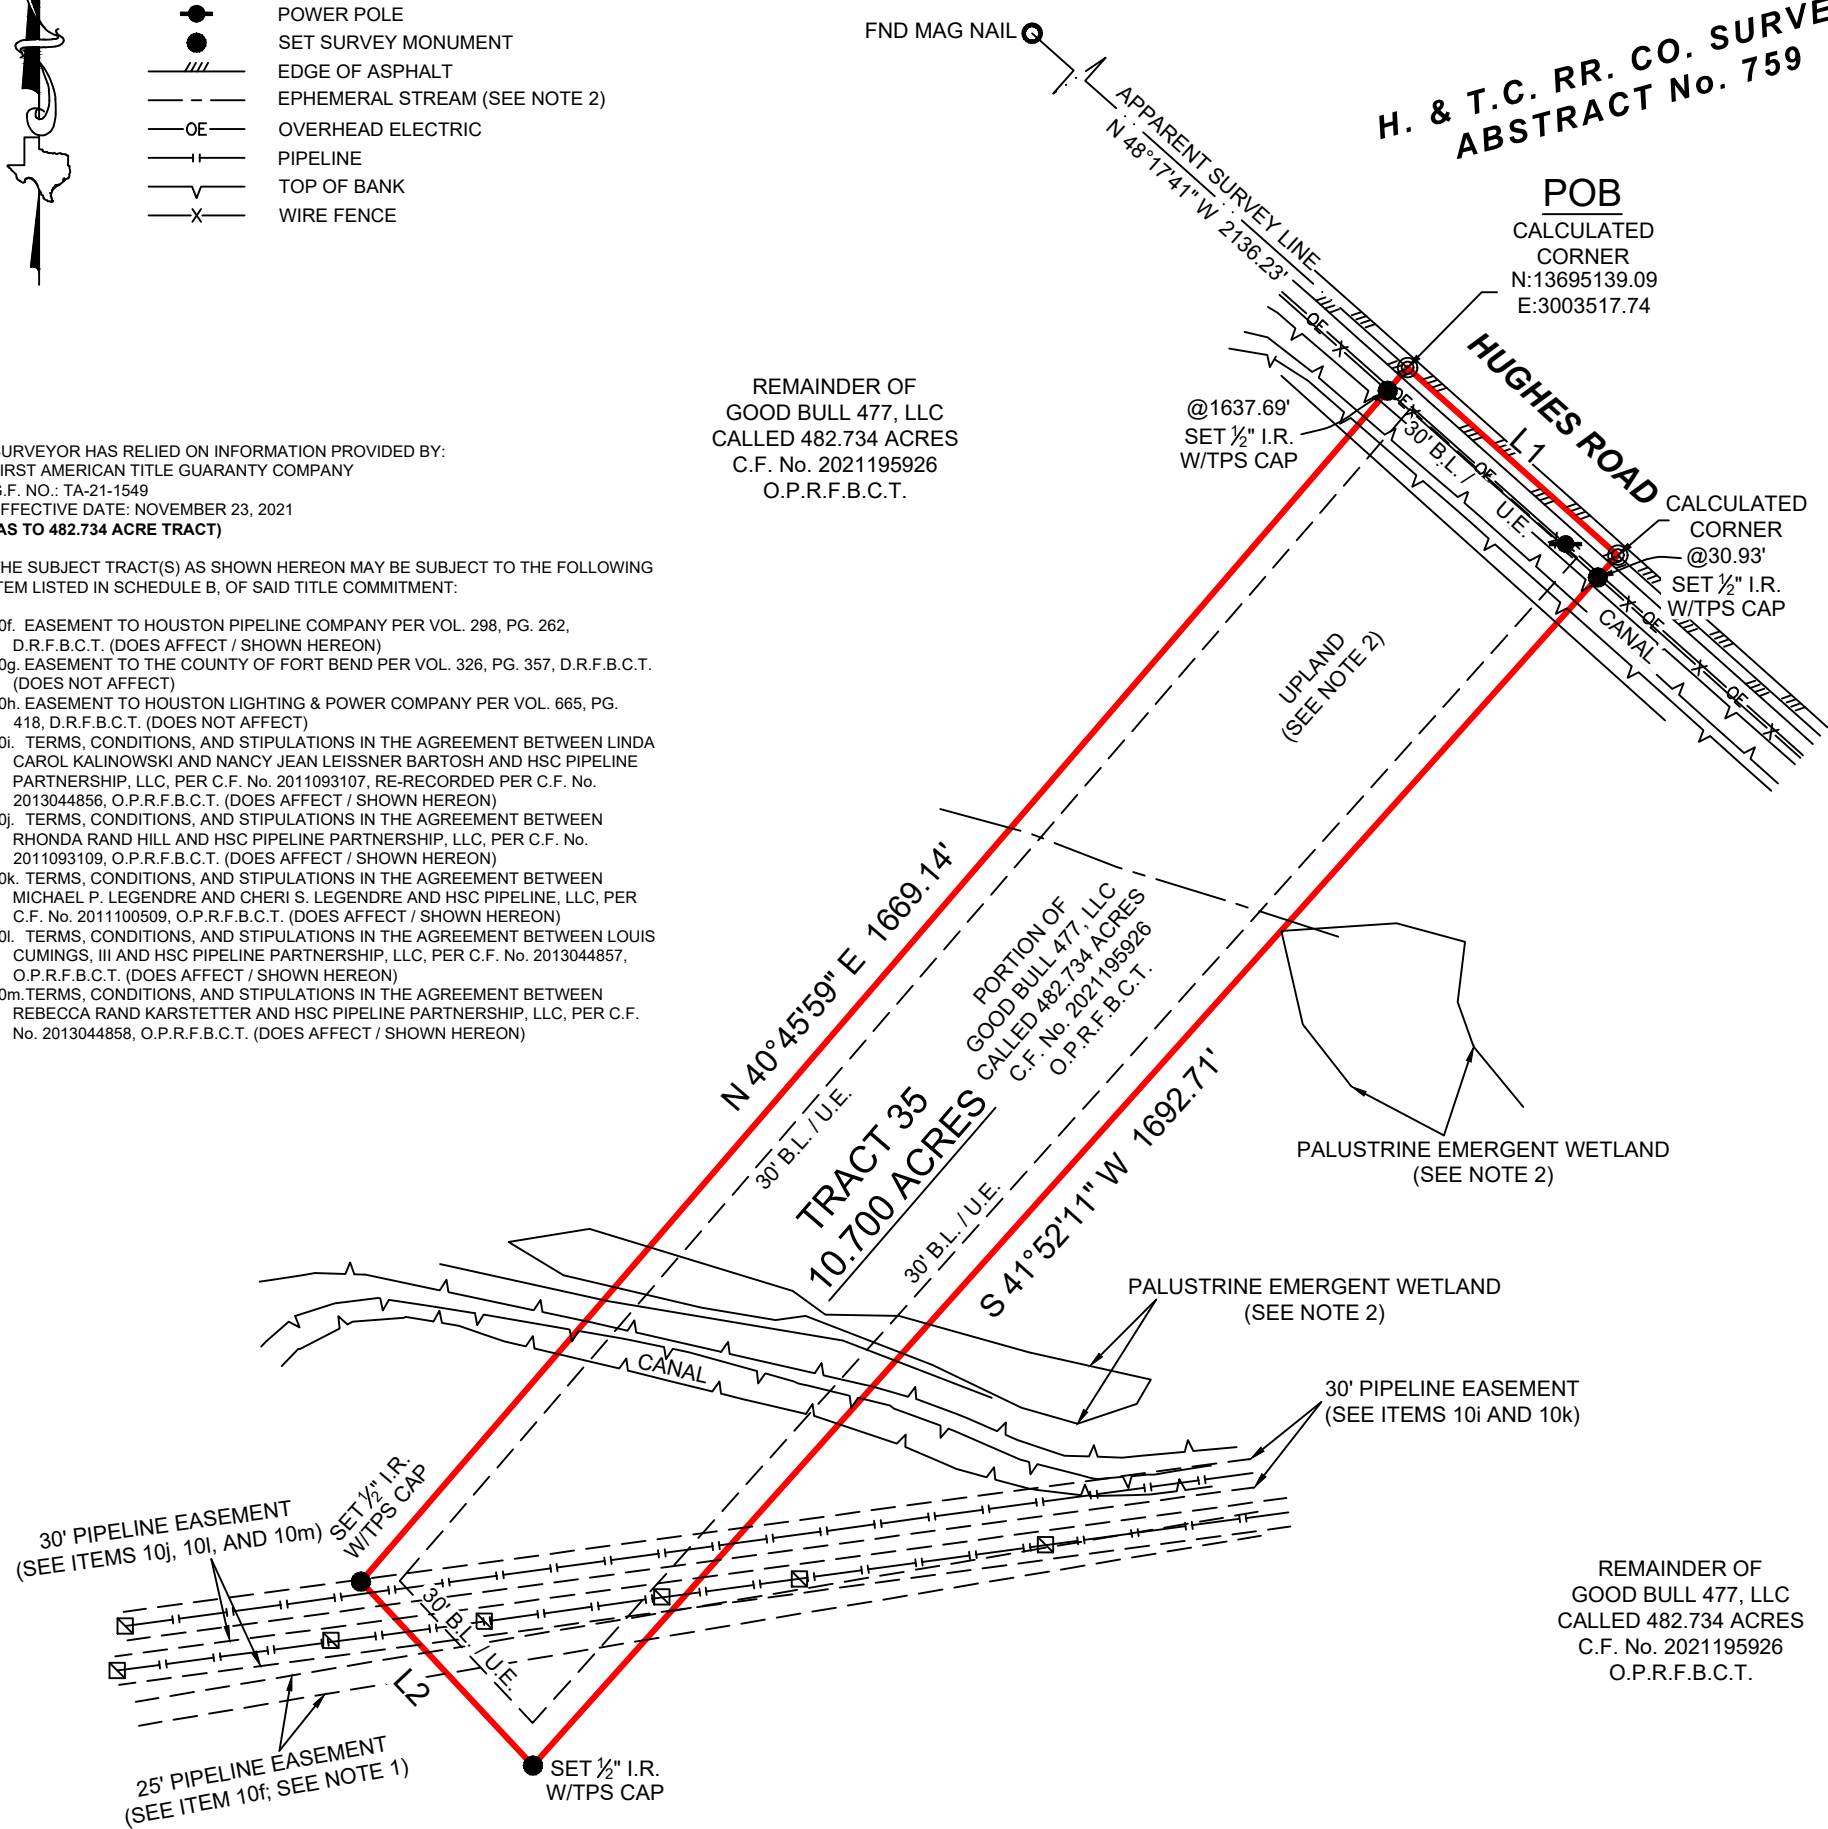 POWER POLE
SET SURVEY MONUMENT
EDGE OF ASPHALT
EPHEMERAL STREAM (SEE NOTE 2)
OE OVERHEAD ELECTRIC
PIPELINE
TOP OF BANK
X WIRE FENCE
FND MAG NAIL
APPARENT SURVEY LINE
N 48°17'41" W 2136.23'
H. & T.C. RR. CO. SURVE
ABSTRACT No. 759
POB
CALCULATED
CORNER
N:13695139.09
E:3003517.74
HUGHES ROAD
L1
OE
X
OE
X
30' B.L. /
U.E.
OE
@1637.69'
SET ½" I.R.
W/TPS CAP
CALCULATED
CORNER
@30.93'
SET ½" I.R.
W/TPS CAP
X
OE
X
OE
X
CANAL
REMAINDER OF
GOOD BULL 477, LLC
CALLED 482.734 ACRES
C.F. No. 2021195926
O.P.R.F.B.C.T.
URVEYOR HAS RELIED ON INFORMATION PROVIDED BY:
IRST AMERICAN TITLE GUARANTY COMPANY
.F. NO.: TA-21-1549
FFECTIVE DATE: NOVEMBER 23, 2021
AS TO 482.734 ACRE TRACT)
HE SUBJECT TRACT(S) AS SHOWN HEREON MAY BE SUBJECT TO THE FOLLOWING
TEM LISTED IN SCHEDULE B, OF SAID TITLE COMMITMENT:
0f. EASEMENT TO HOUSTON PIPELINE COMPANY PER VOL. 298, PG. 262,
D.R.F.B.C.T. (DOES AFFECT / SHOWN HEREON)
0g. EASEMENT TO THE COUNTY OF FORT BEND PER VOL. 326, PG. 357, D.R.F.B.C.T.
(DOES NOT AFFECT)
0h. EASEMENT TO HOUSTON LIGHTING & POWER COMPANY PER VOL. 665, PG.
418, D.R.F.B.C.T. (DOES NOT AFFECT)
0i. TERMS, CONDITIONS, AND STIPULATIONS IN THE AGREEMENT BETWEEN LINDA
CAROL KALINOWSKI AND NANCY JEAN LEISSNER BARTOSH AND HSC PIPELINE
PARTNERSHIP, LLC, PER C.F. No. 2011093107, RE-RECORDED PER C.F. No.
2013044856, O.P.R.F.B.C.T. (DOES AFFECT / SHOWN HEREON)
0j. TERMS, CONDITIONS, AND STIPULATIONS IN THE AGREEMENT BETWEEN
RHONDA RAND HILL AND HSC PIPELINE PARTNERSHIP, LLC, PER C.F. No.
2011093109, O.P.R.F.B.C.T. (DOES AFFECT / SHOWN HEREON)
0k. TERMS, CONDITIONS, AND STIPULATIONS IN THE AGREEMENT BETWEEN
MICHAEL P. LEGENDRE AND CHERI S. LEGENDRE AND HSC PIPELINE, LLC, PER
C.F. No. 2011100509, O.P.R.F.B.C.T. (DOES AFFECT / SHOWN HEREON)
0l. TERMS, CONDITIONS, AND STIPULATIONS IN THE AGREEMENT BETWEEN LOUIS
CUMINGS, III AND HSC PIPELINE PARTNERSHIP, LLC, PER C.F. No. 2013044857,
O.P.R.F.B.C.T. (DOES AFFECT / SHOWN HEREON)
0m.TERMS, CONDITIONS, AND STIPULATIONS IN THE AGREEMENT BETWEEN
REBECCA RAND KARSTETTER AND HSC PIPELINE PARTNERSHIP, LLC, PER C.F.
No. 2013044858, O.P.R.F.B.C.T. (DOES AFFECT / SHOWN HEREON)
UPLAND
(SEE NOTE 2)
N 40°45'59" E 1669.14'
PORTION OF
GOOD BULL 477, LLC
CALLED 482.734 ACRES
C.F. No. 2021195926
O.P.R.F.B.C.T.
TRACT 35
10.700 ACRES
30' B.L. / U.E.
30' B.L. / U.E.
S 41°52'11" W 1692.71'
PALUSTRINE EMERGENT WETLAND
(SEE NOTE 2)
PALUSTRINE EMERGENT WETLAND
(SEE NOTE 2)
CANAL
30' PIPELINE EASEMENT
(SEE ITEMS 10i AND 10k)
SET ½" I.R.
W/TPS CAP
30' PIPELINE EASEMENT
(SEE ITEMS 10j, 10l, AND 10m)
30' B.L. / U.E.
L2
25' PIPELINE EASEMENT
(SEE ITEM 10f; SEE NOTE 1)
SET ½" I.R.
W/TPS CAP
REMAINDER OF
GOOD BULL 477, LLC
CALLED 482.734 ACRES
C.F. No. 2021195926
O.P.R.F.B.C.T.